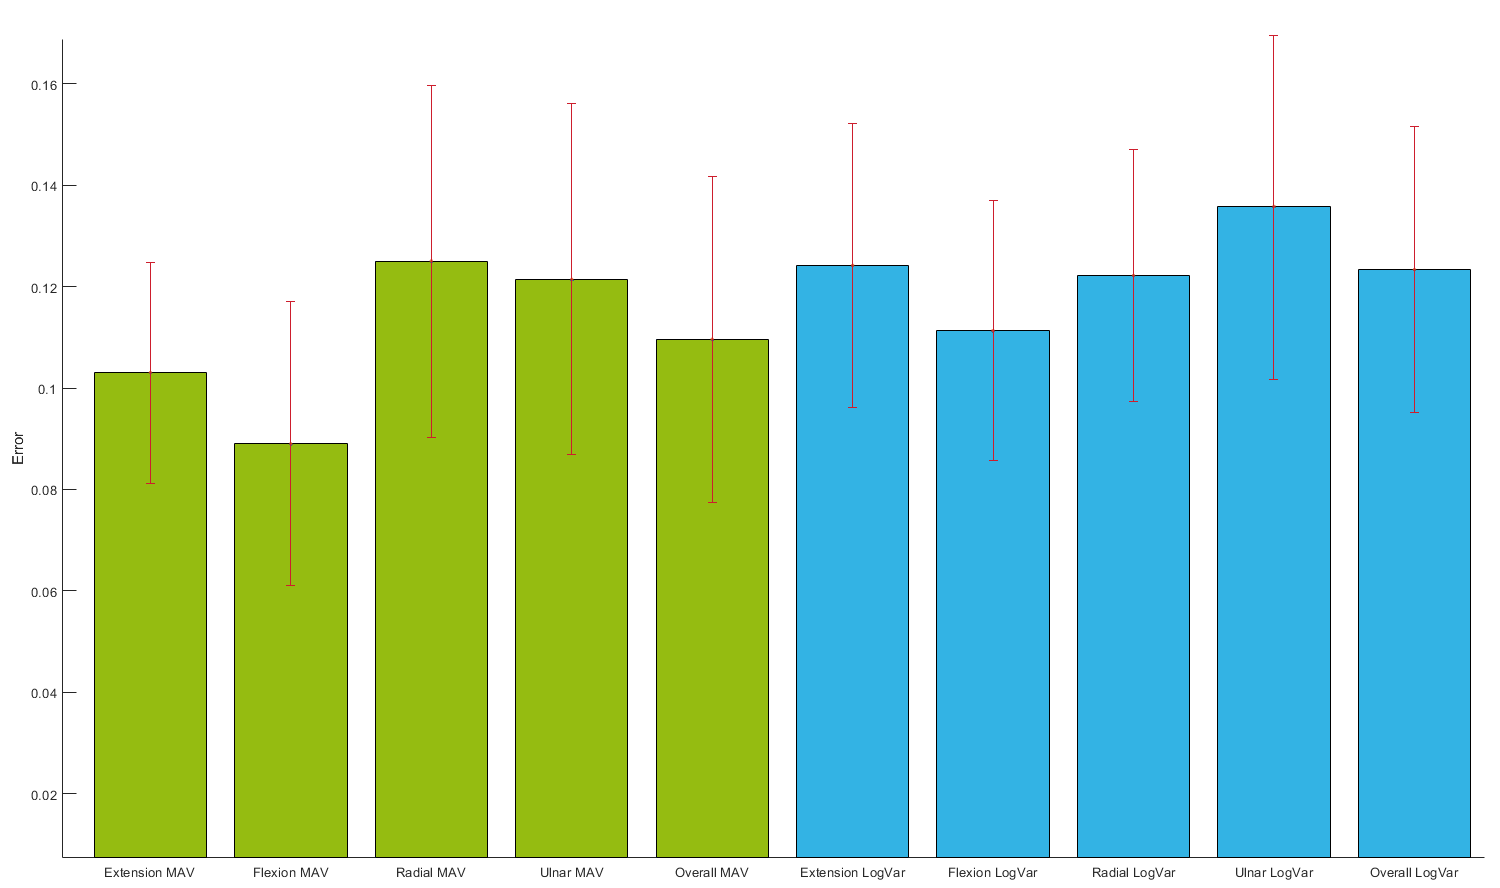 0.16
0.14
0.12
0.1
0.08
0.06
0.04
0.02
Error
Extension MAV
Flexion MAV
Radial MAV
Ulnar MAV
Overall MAV
Extension LogVar
Flexion LogVar
Radial LogVar
Ulnar LogVar
Overall LogVar